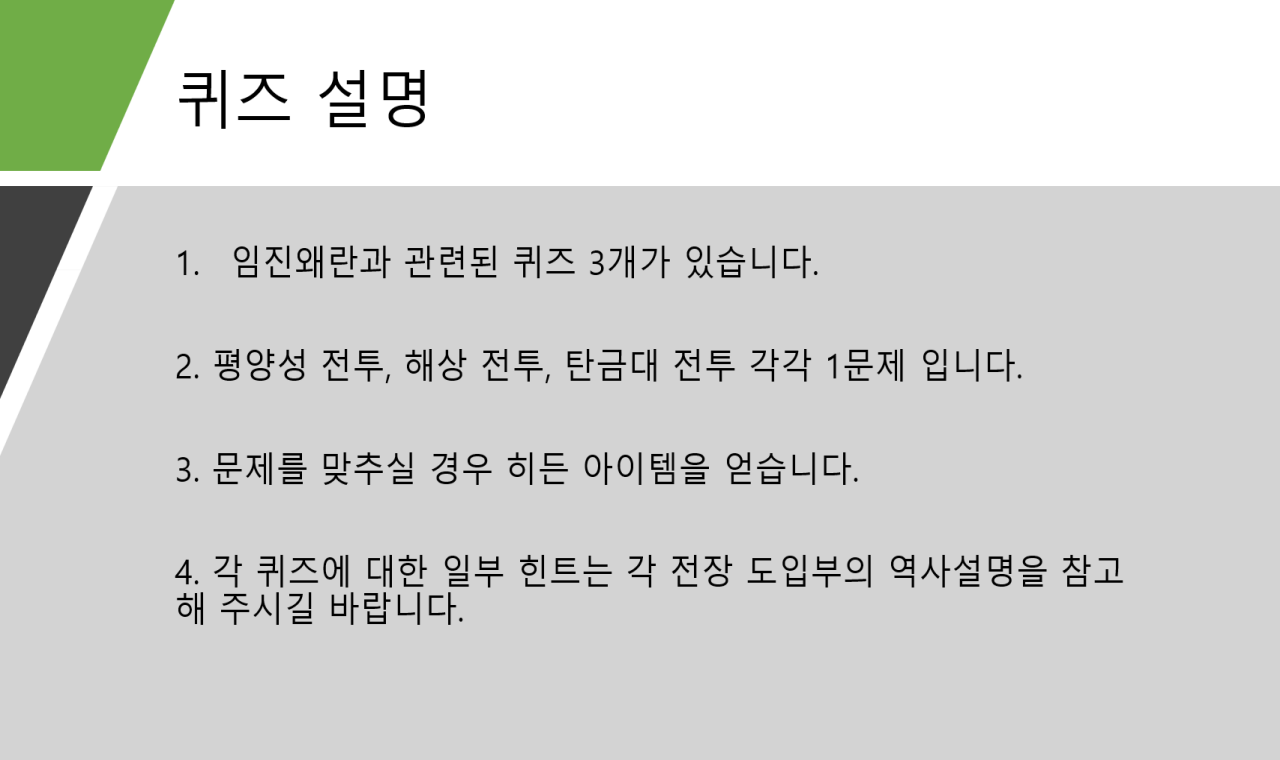 퀴즈 설명
1. 임진왜란과 관련된 퀴즈 3개가 있습니다.
2. 평양성 전투, 해상 전투, 탄금대 전투 각각 1문제 입니다.
3. 문제를 맞추실 경우 히든 아이템을 얻습니다.
4. 각 퀴즈에 대한 일부 힌트는 각 전장 도입부의 역사설명을 참고
해 주시길 바랍니다.